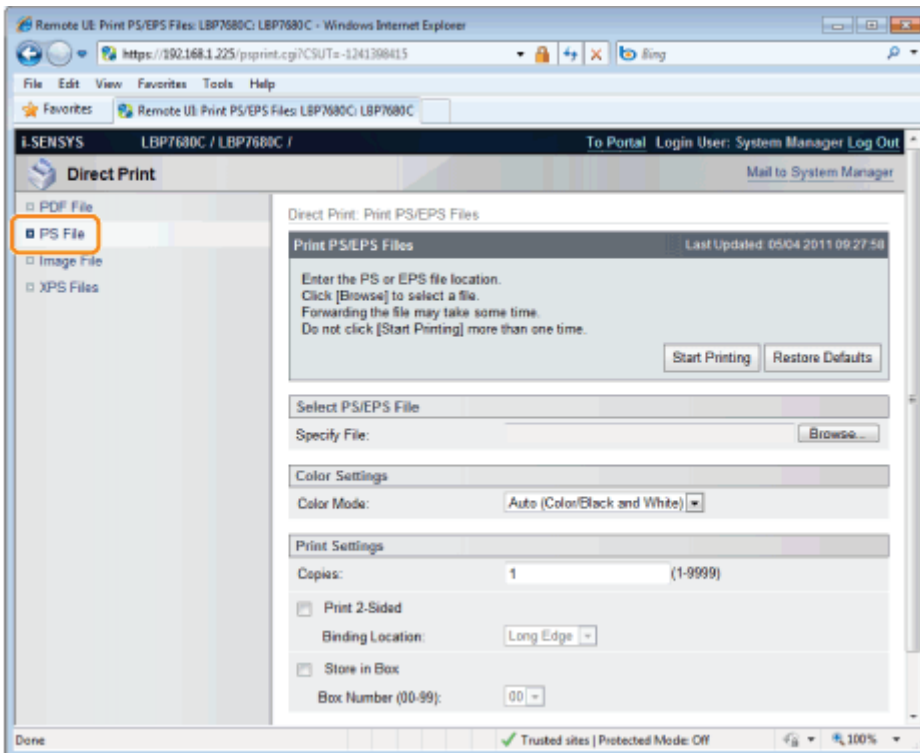 Remote UI: Print PS/EPS Files: LBP7680C: LBP7680C - Windows Internet Explorer
https://192.168.1.225/psprint.cgi?CSUT=-1241398415
Bing
File Edit View Favorites Tools Help
Favorites
Remote UI: Print PS/EPS Files: LBP7680C: LBP7680C
i-SENSYS LBP7680C / LBP7680C / To Portal Login User: System Manager Log Out
Direct Print Mail to System Manager
PDF File
PS File
Image File
XPS Files
Direct Print: Print PS/EPS Files
Print PS/EPS Files Last Updated: 05/04 2011 09:27:58
Enter the PS or EPS file location.
Click [Browse] to select a file.
Forwarding the file may take some time.
Do not click [Start Printing] more than one time.
Start Printing Restore Defaults
Select PS/EPS File
Specify File: Browse...
Color Settings
Color Mode: Auto (Color/Black and White)
Print Settings
Copies: 1 (1-9999)
Print 2-Sided
Binding Location: Long Edge
Store in Box
Box Number (00-99): 00
Done Trusted sites | Protected Mode: Off 100%